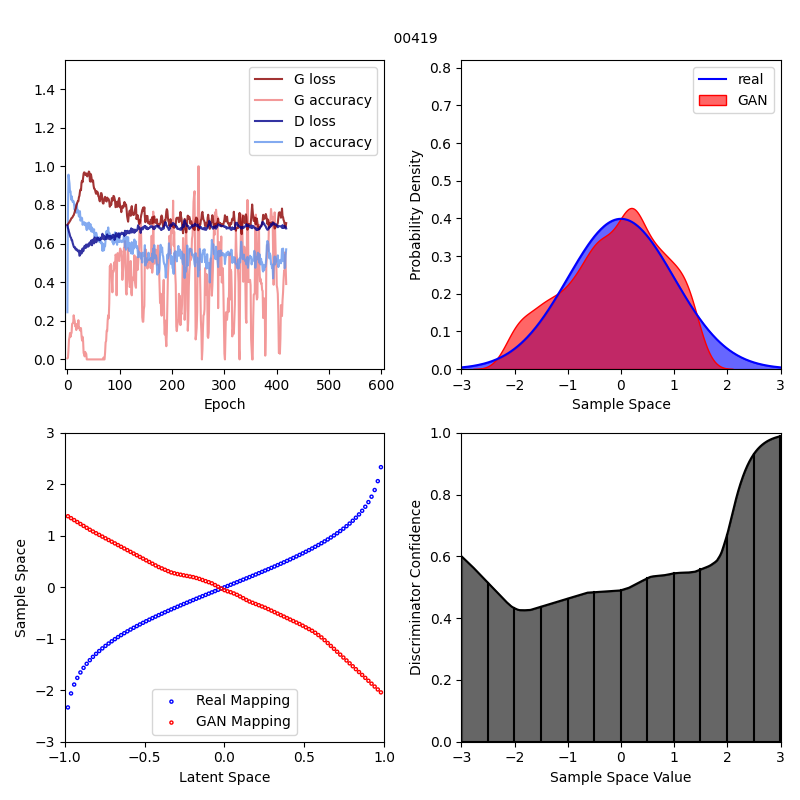 00419
G loss
G accuracy
D loss
D accuracy
1.4
1.2
1.0
0.8
0.6
0.4
0.2
0.0
0 100 200 300 400 500 600
Epoch
real
GAN
Probability Density
0.8
0.7
0.6
0.5
0.4
0.3
0.2
0.1
0.0
−3 −2 −1 0 1 2 3
Sample Space
Sample Space
3
2
1
0
−1
−2
−3
Real Mapping
GAN Mapping
−1.0 −0.5 0.0 0.5 1.0
Latent Space
Discriminator Confidence
1.0
0.8
0.6
0.4
0.2
0.0
−3 −2 −1 0 1 2 3
Sample Space Value